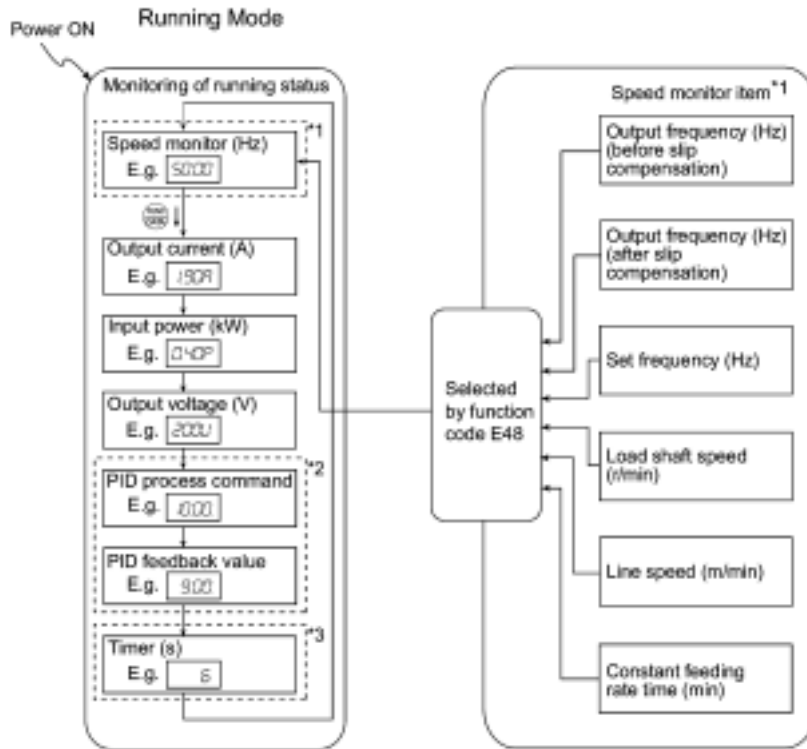 Running Mode
Power ON
Monitoring of running status
*1
Speed monitor (Hz)
E.g. 50.00
Output current (A)
E.g. 1.90A
Input power (kW)
E.g. 0.40P
Output voltage (V)
E.g. 200U
*2
PID process command
E.g. 10.00.
PID feedback value
E.g. 9.00
*3
Timer (s)
E.g. 6
Selected
by function
code E48
Speed monitor item*1
Output frequency (Hz)
(before slip
compensation)
Output frequency (Hz)
(after slip
compensation)
Set frequency (Hz)
Load shaft speed
(r/min)
Line speed (m/min)
Constant feeding
rate time (min)